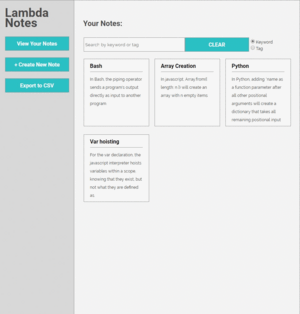 Lambda
Notes
View Your Notes
+ Create New Note
Export to CSV
Your Notes:
Search by keyword or tag
CLEAR
Keyword
Tag
Bash
In Bash, the piping operator
sends a program's output
directly as input to another
program
Array Creation
In javascript, Array.from({
length: n }) will create an
array with n empty items
Python
In Python, adding *name as
a function parameter after
all other positional
arguments will create a
dictionary that takes all
remaining positional input
Var hoisting
For the var declaration, the
javascript interpreter hoists
variables within a scope,
knowing that they exist, but
not what they are defined
as